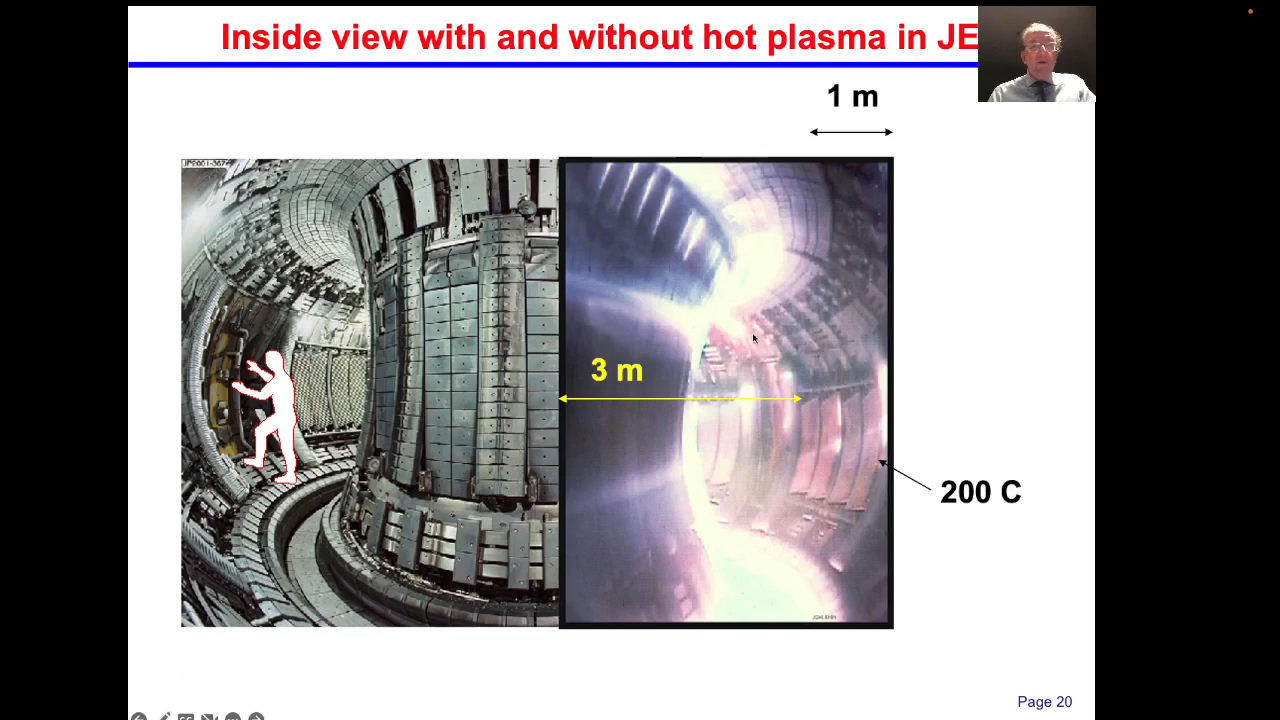 Inside view with and without hot plasma in JE
1 m
3 m
200 C
Page 20